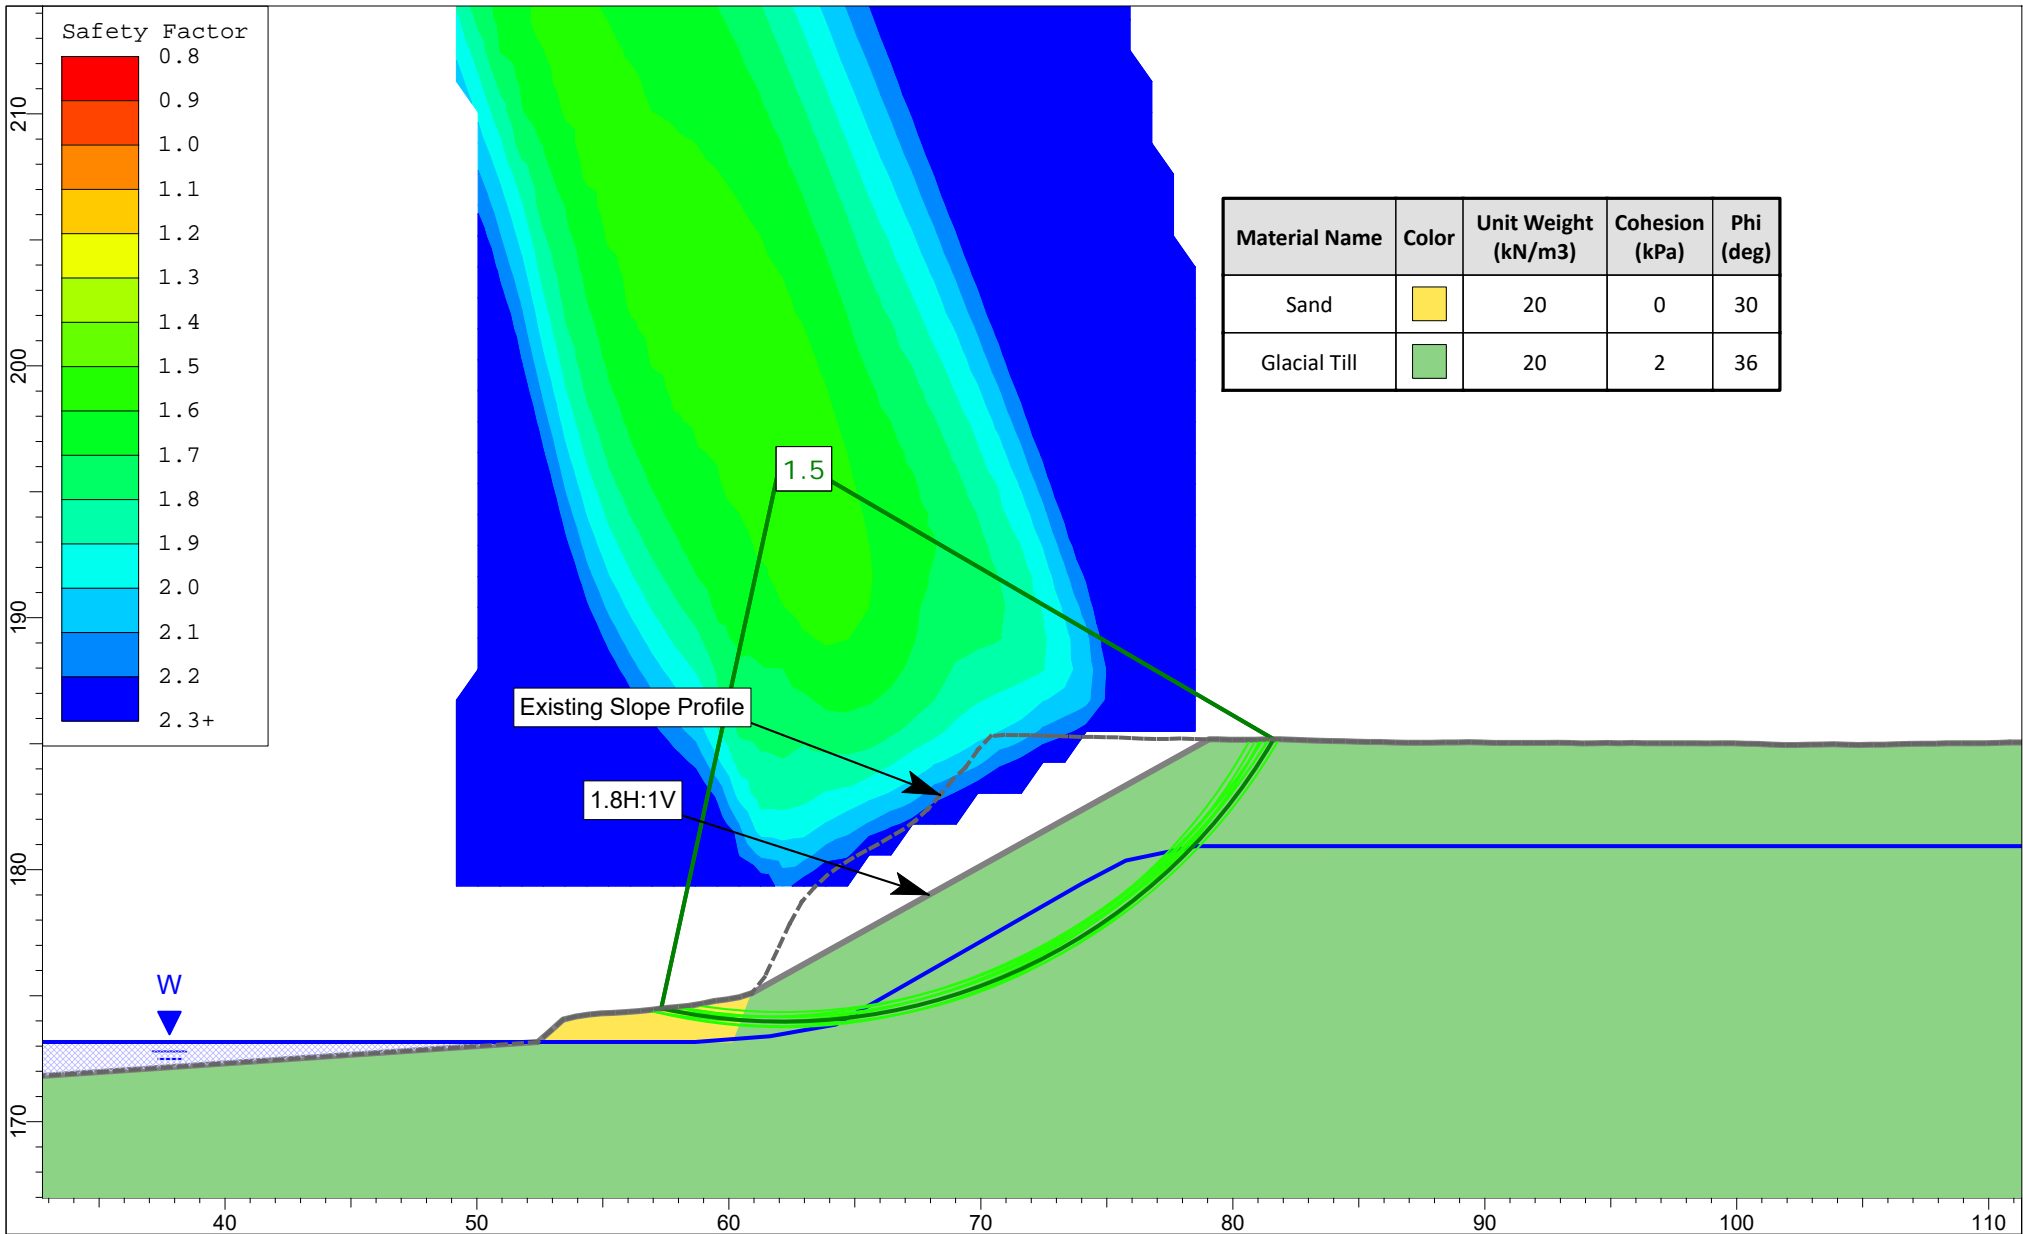 Safety Factor
0.8
0.9
1.0
1.1
1.2
1.3
1.4
1.5
1.6
1.7
1.8
1.9
2.0
2.1
2.2
2.3+
Material Name Color Unit Weight (kN/m3) Cohesion (kPa) Phi (deg)
Sand 20 0 30
Glacial Till 20 2 36
1.5
Existing Slope Profile
1.8H:1V
W
210
200
190
180
170
40 50 60 70 80 90 100 110